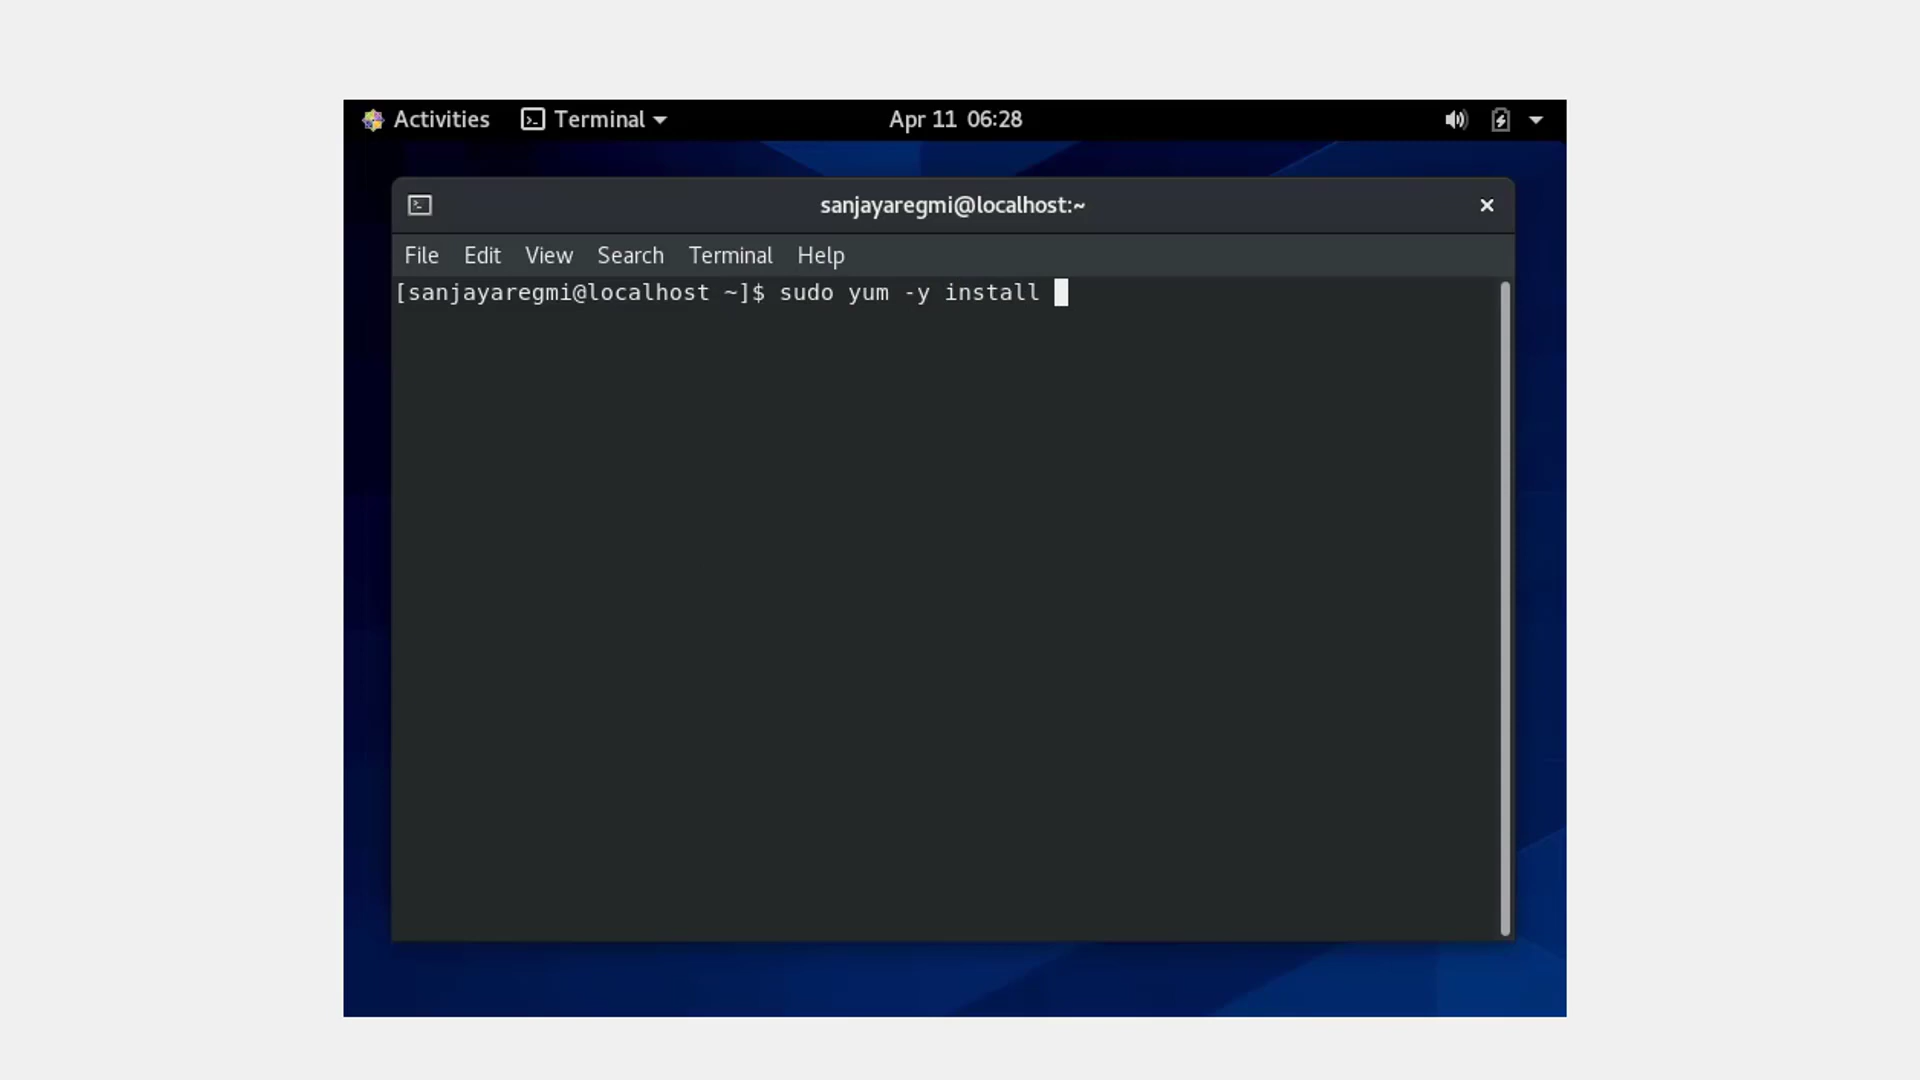 Activities Terminal Apr 11 06:28
sanjayaregmi@localhost:~
File Edit View Search Terminal Help
[sanjayaregmi@localhost ~]$ sudo yum -y install